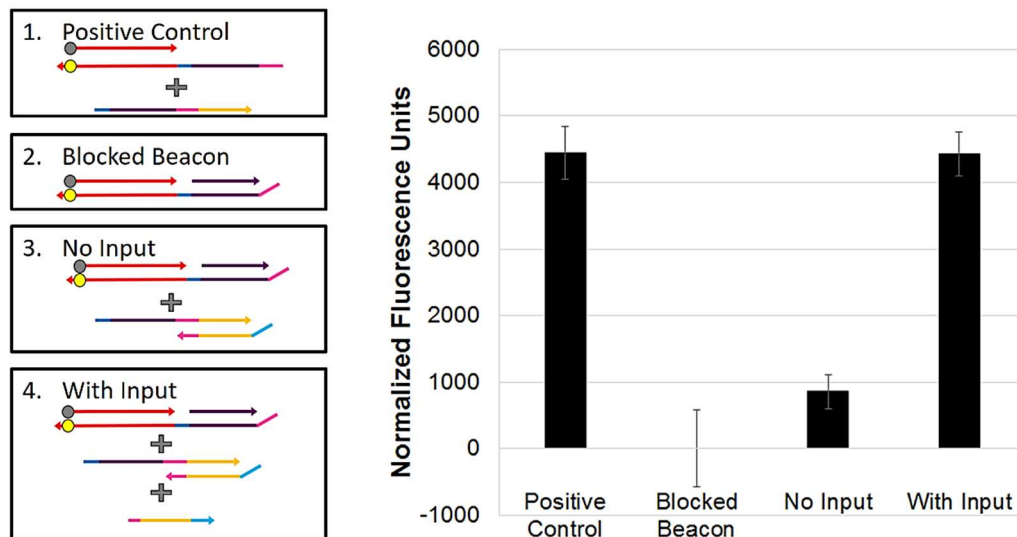 1. Positive Control
2. Blocked Beacon
3. No Input
4. With Input
Normalized Fluorescence Units
6000
5000
4000
3000
2000
1000
0
-1000
Positive Control
Blocked Beacon
No Input
With Input